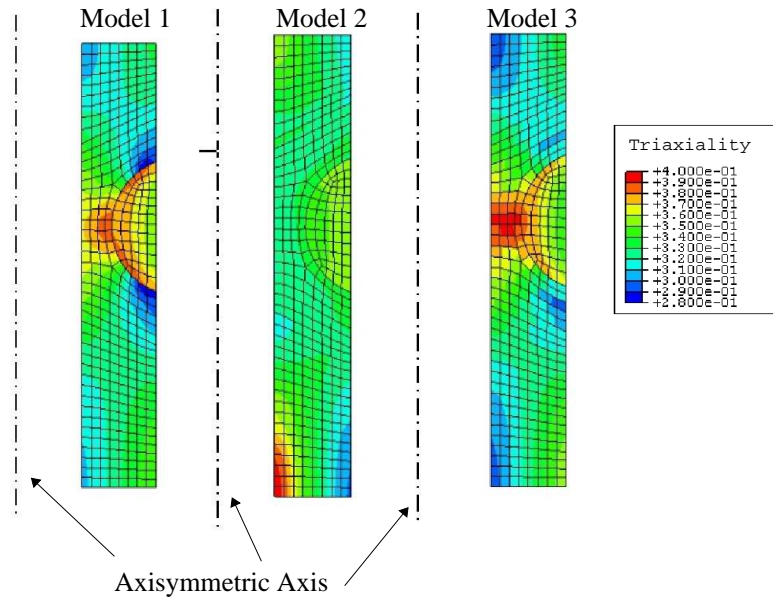 Model 1
Model 2
Model 3
Triaxiality
+4.000e-01
+3.900e-01
+3.800e-01
+3.700e-01
+3.600e-01
+3.500e-01
+3.400e-01
+3.300e-01
+3.200e-01
+3.100e-01
+3.000e-01
+2.900e-01
+2.800e-01
Axisymmetric Axis